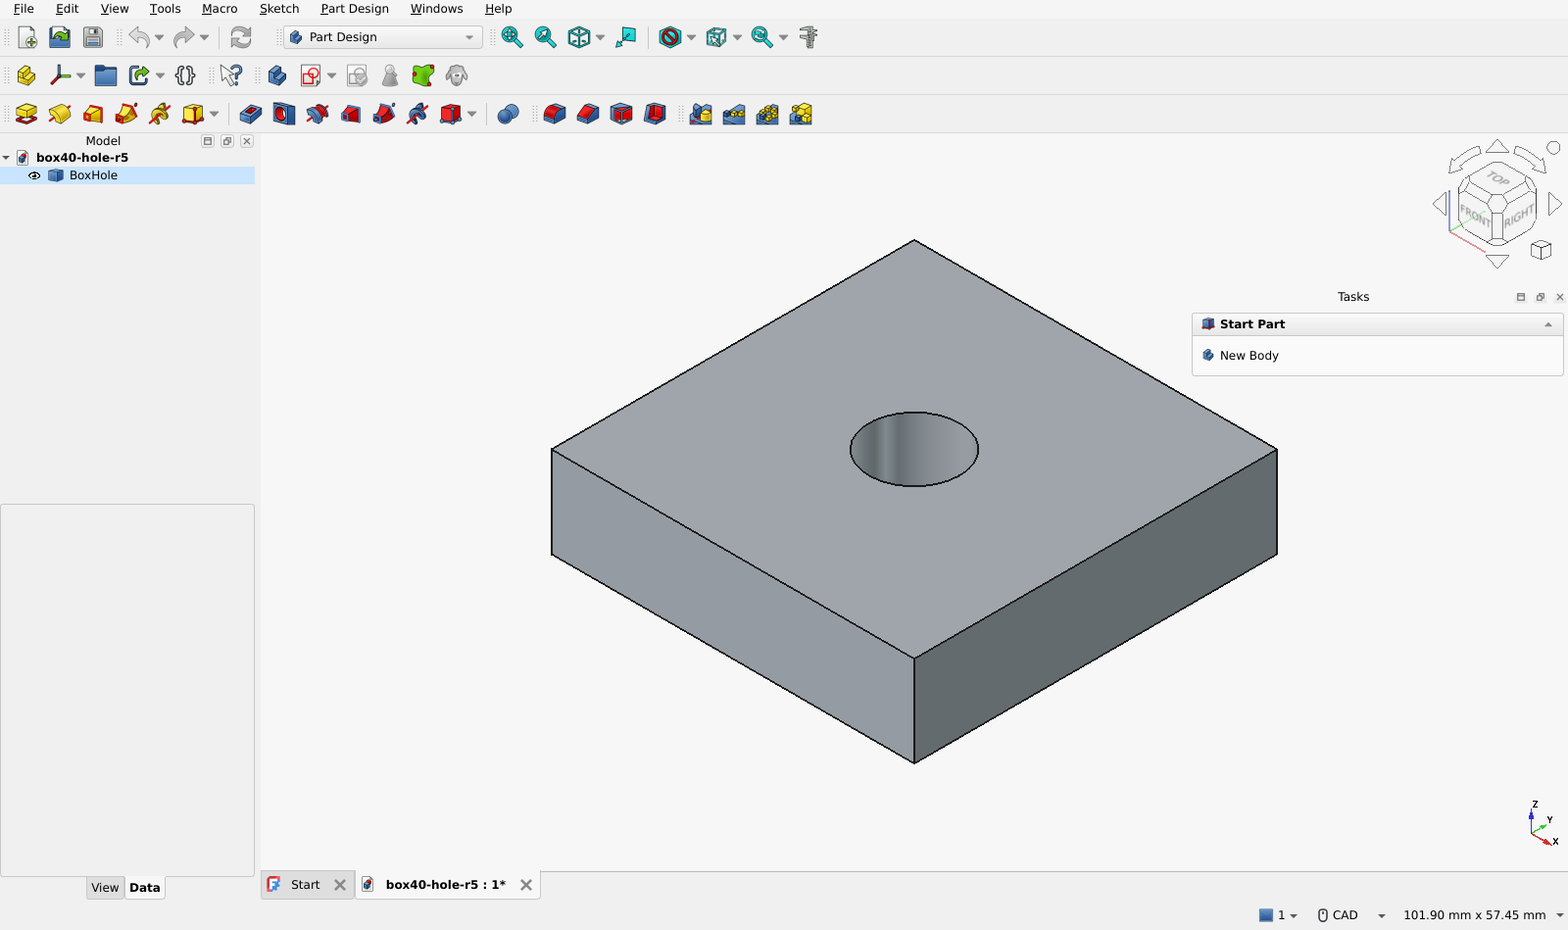 File Edit View Tools Macro Sketch Part Design Windows Help
Part Design
Model
box40-hole-r5
BoxHole
TOP
FRONT
RIGHT
Tasks
Start Part
New Body
Z
Y
X
View Data
Start
box40-hole-r5 : 1*
1
CAD
101.90 mm x 57.45 mm